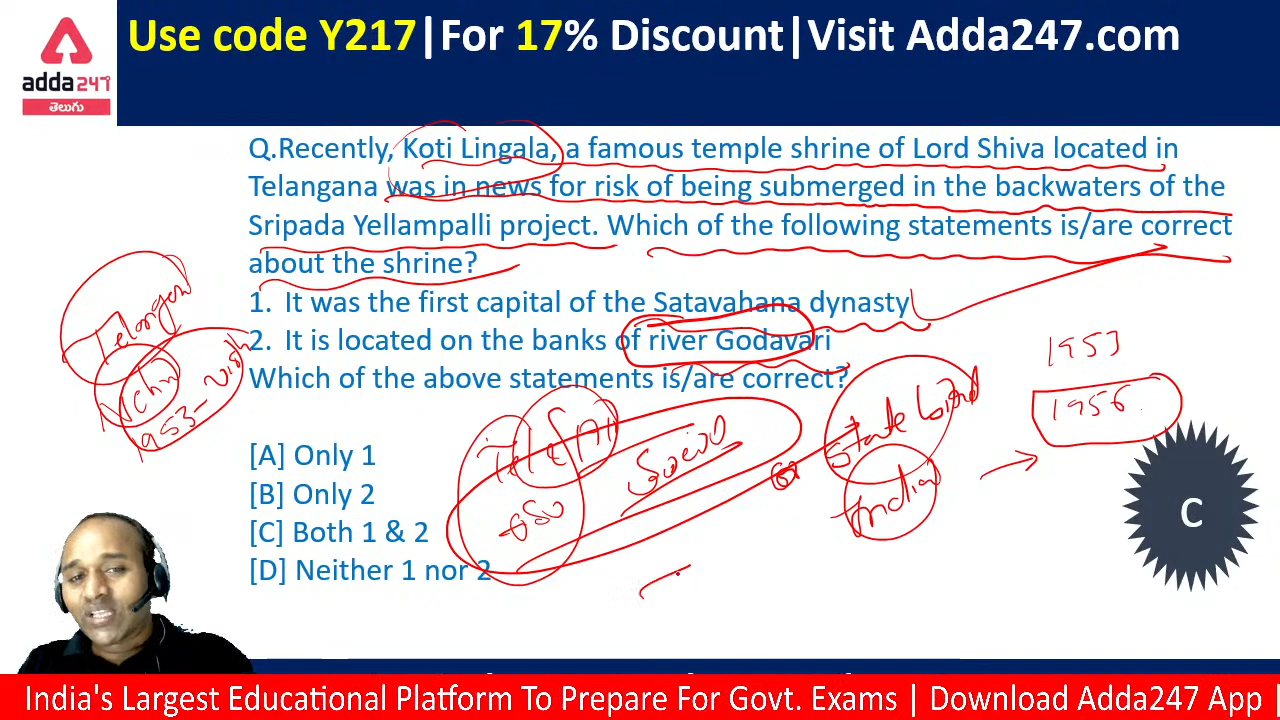 Use code Y217|For 17% Discount|Visit Adda247.com
adda247
తెలుగు
Q.Recently, Koti Lingala, a famous temple shrine of Lord Shiva located in
Telangana was in news for risk of being submerged in the backwaters of the
Sripada Yellampalli project. Which of the following statements is/are correct
about the shrine?
1. It was the first capital of the Satavahana dynasty
2. It is located on the banks of river Godavari
Which of the above statements is/are correct?
[A] Only 1
[B] Only 2
[C] Both 1 & 2
[D] Neither 1 nor 2
1953
1956
1953
State
India
C
India's Largest Educational Platform To Prepare For Govt. Exams | Download Adda247 App |